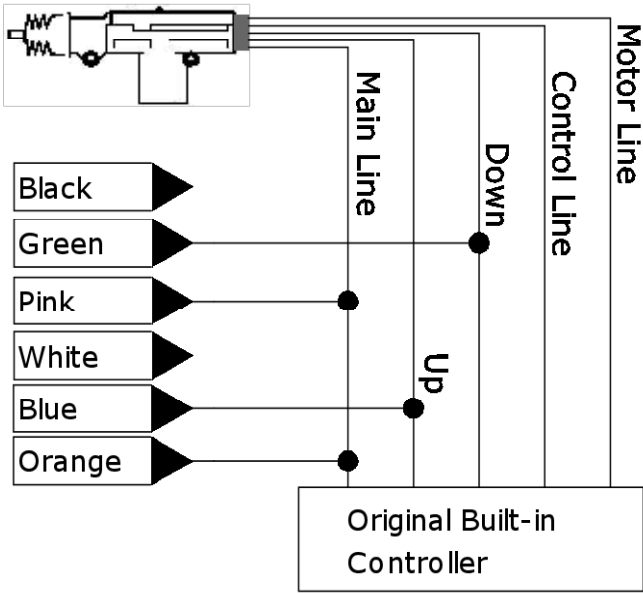 Motor Line
Control Line
Main Line
Down
Black
Green
Pink
White
Up
Blue
Orange
Original Built-in
Controller